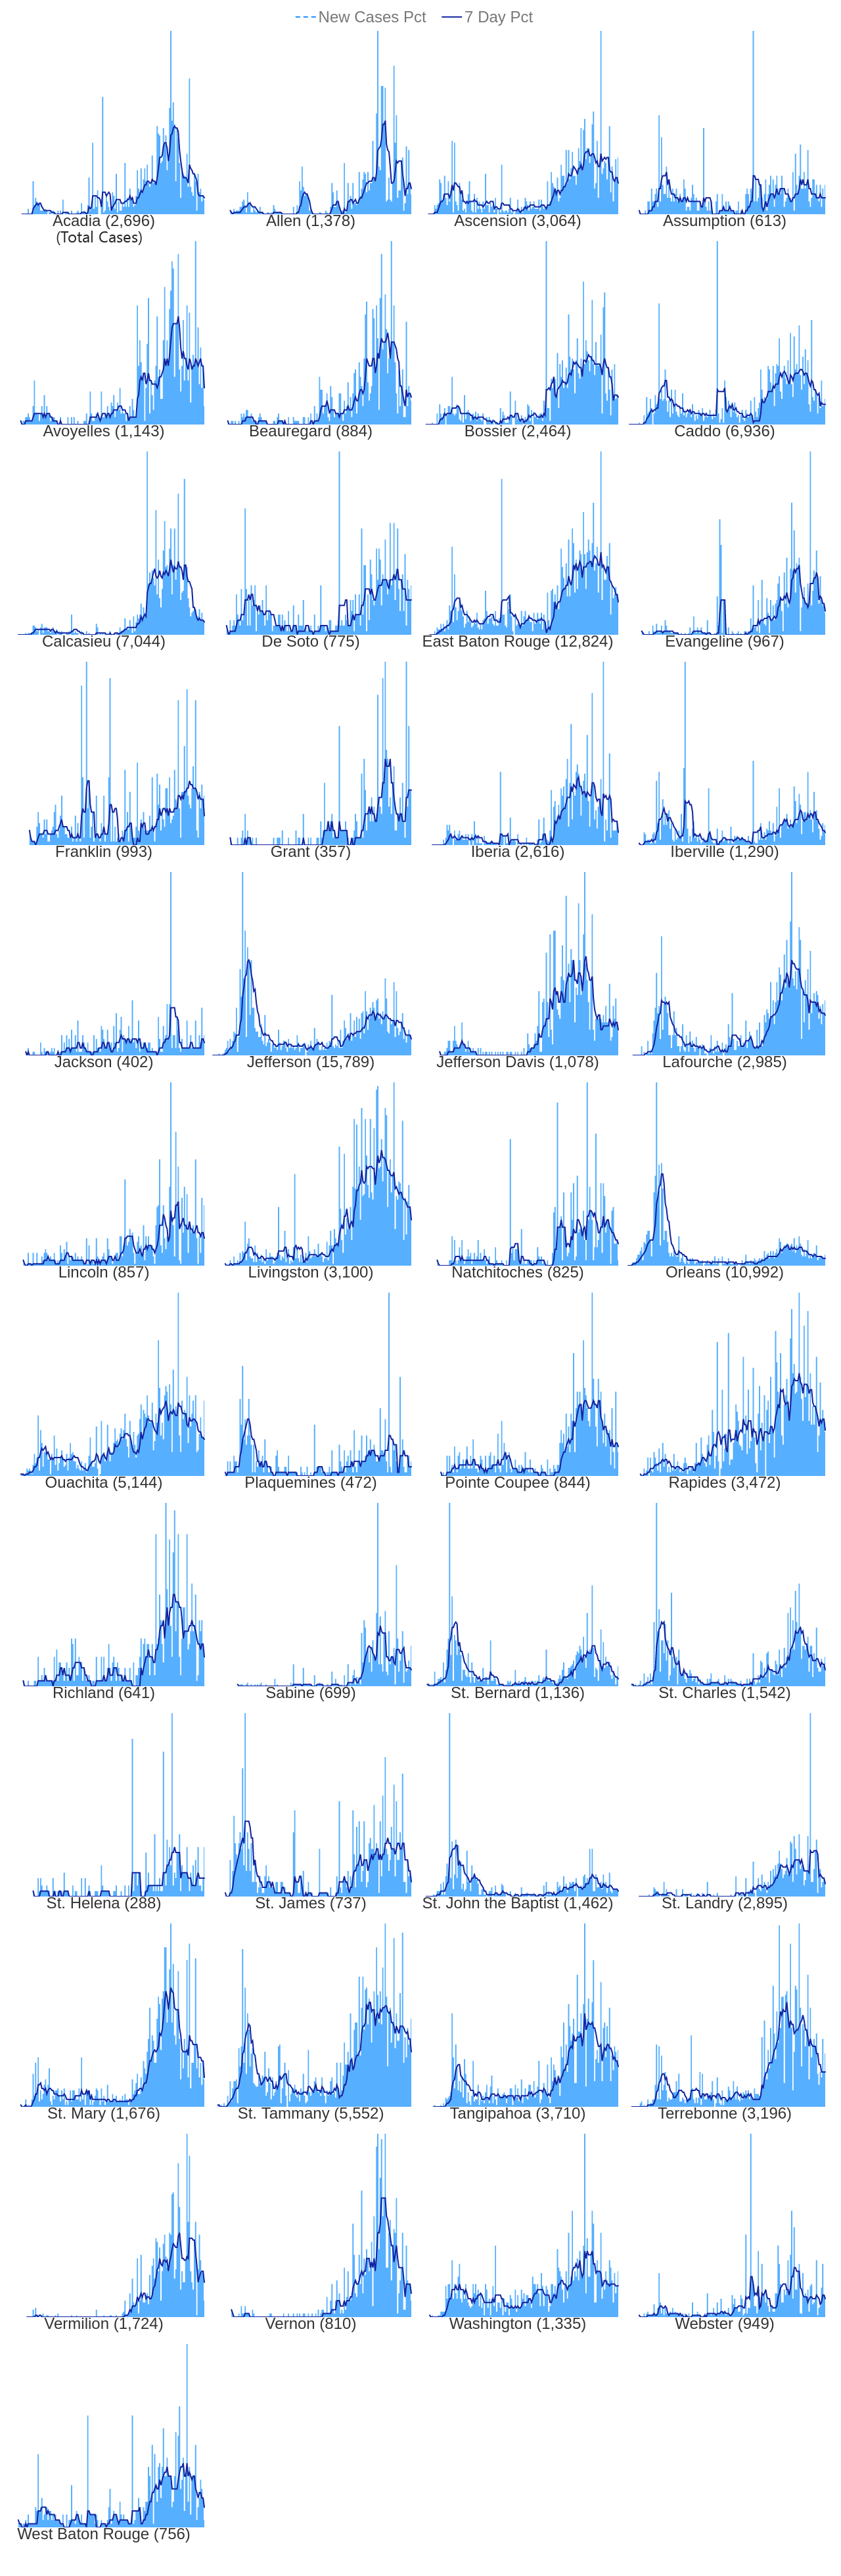 New Cases Pct 7 Day Pct
Acadia (2,696) Allen (1,378) Ascension (3,064) Assumption (613)
(Total Cases)
Avoyelles (1,143) Beauregard (884) Bossier (2,464) Caddo (6,936)
Calcasieu (7,044) De Soto (775) East Baton Rouge (12,824) Evangeline (967)
Franklin (993) Grant (357) Iberia (2,616) Iberville (1,290)
Jackson (402) Jefferson (15,789) Jefferson Davis (1,078) Lafourche (2,985)
Lincoln (857) Livingston (3,100) Natchitoches (825) Orleans (10,992)
Ouachita (5,144) Plaquemines (472) Pointe Coupee (844) Rapides (3,472)
Richland (641) Sabine (699) St. Bernard (1,136) St. Charles (1,542)
St. Helena (288) St. James (737) St. John the Baptist (1,462) St. Landry (2,895)
St. Mary (1,676) St. Tammany (5,552) Tangipahoa (3,710) Terrebonne (3,196)
Vermilion (1,724) Vernon (810) Washington (1,335) Webster (949)
West Baton Rouge (756)